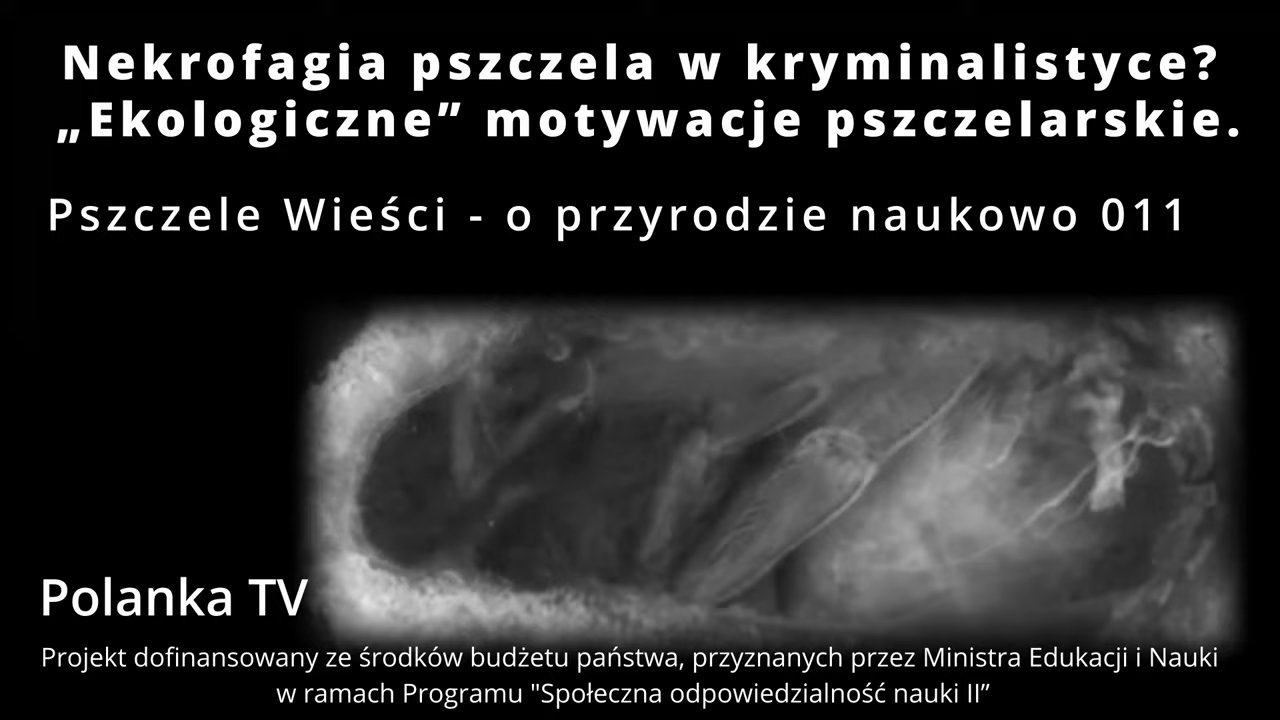 Nekrofagia pszczela w kryminalistyce?
„Ekologiczne” motywacje pszczelarskie.
Pszczele Wieści - o przyrodzie naukowo 011
Polanka TV
Projekt dofinansowany ze środków budżetu państwa, przyznanych przez Ministra Edukacji i Nauki
w ramach Programu "Społeczna odpowiedzialność nauki II”